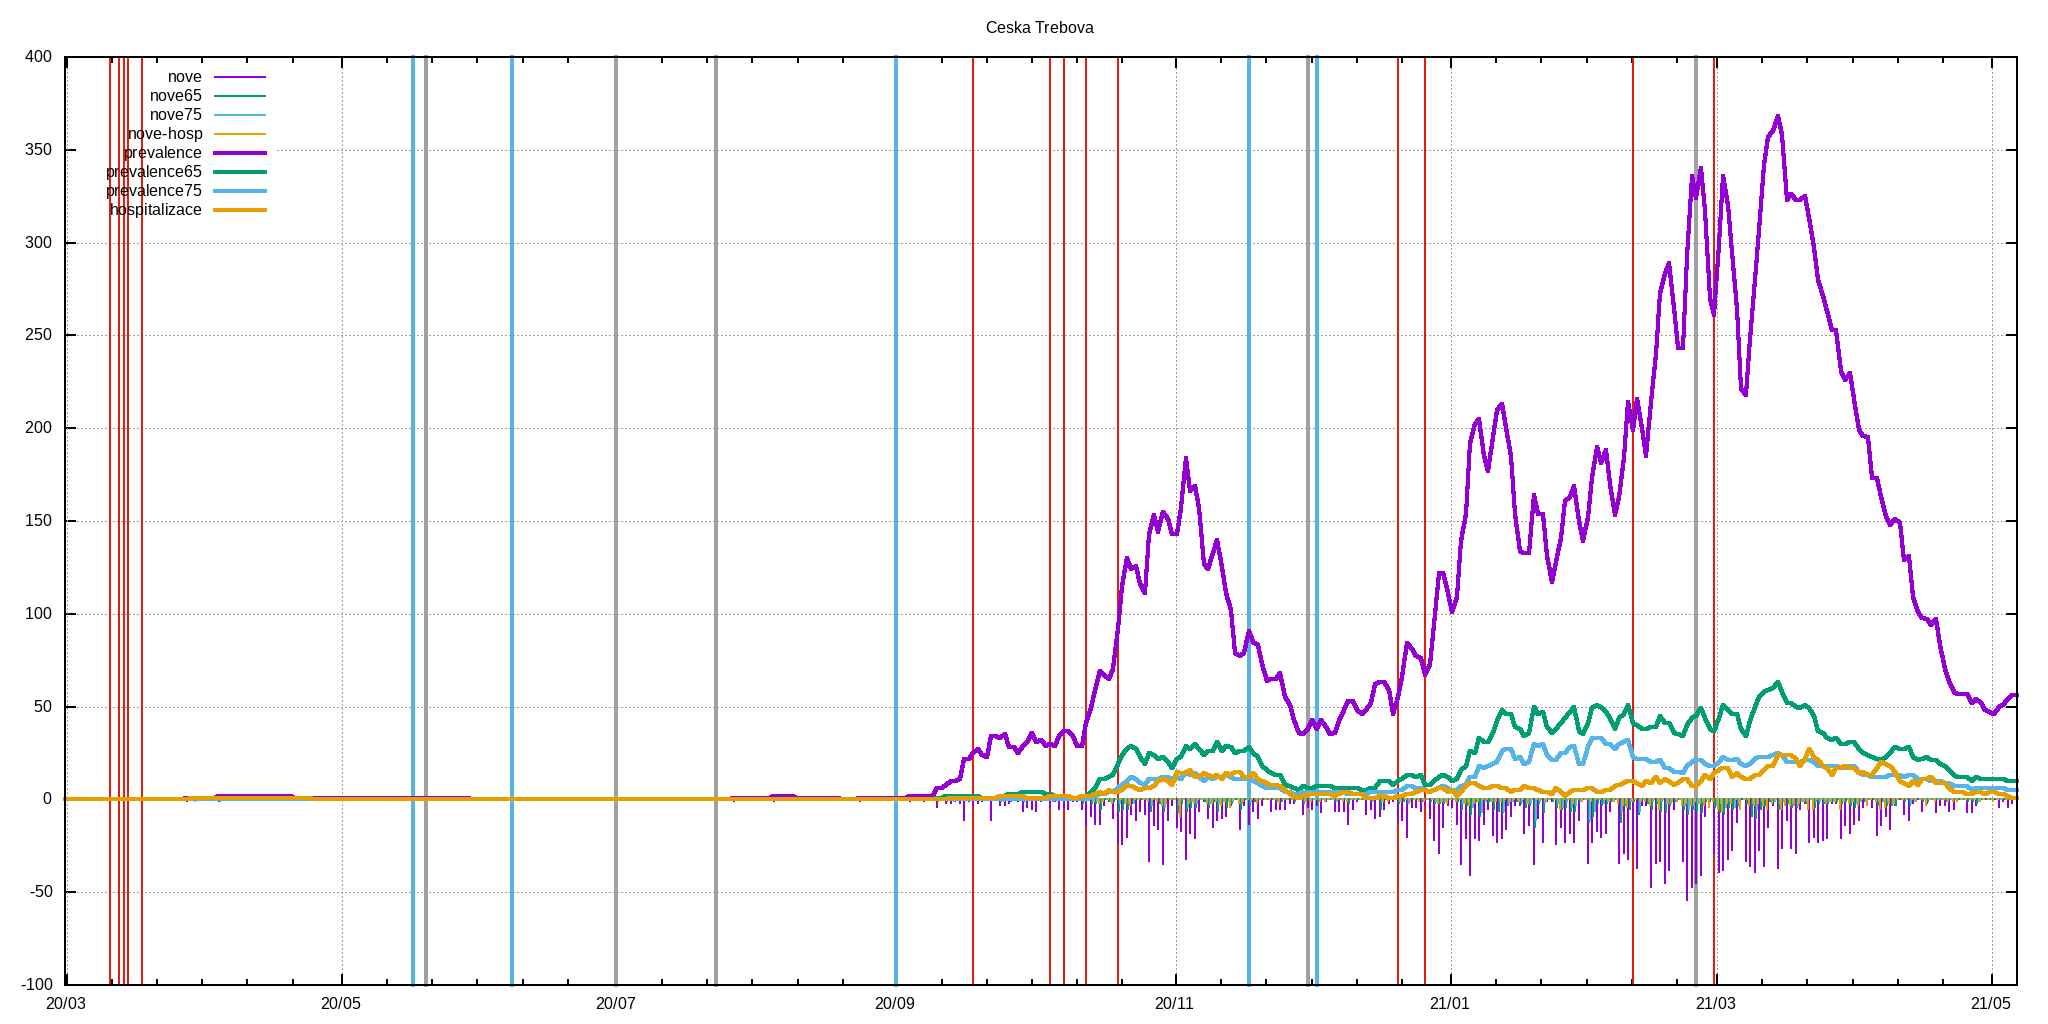 Ceska Trebova
400
350
300
250
200
150
100
50
0
-50
-100
nove
nove65
nove75
nove-hosp
prevalence
prevalence65
prevalence75
hospitalizace
20/03 20/05 20/07 20/09 20/11 21/01 21/03 21/05